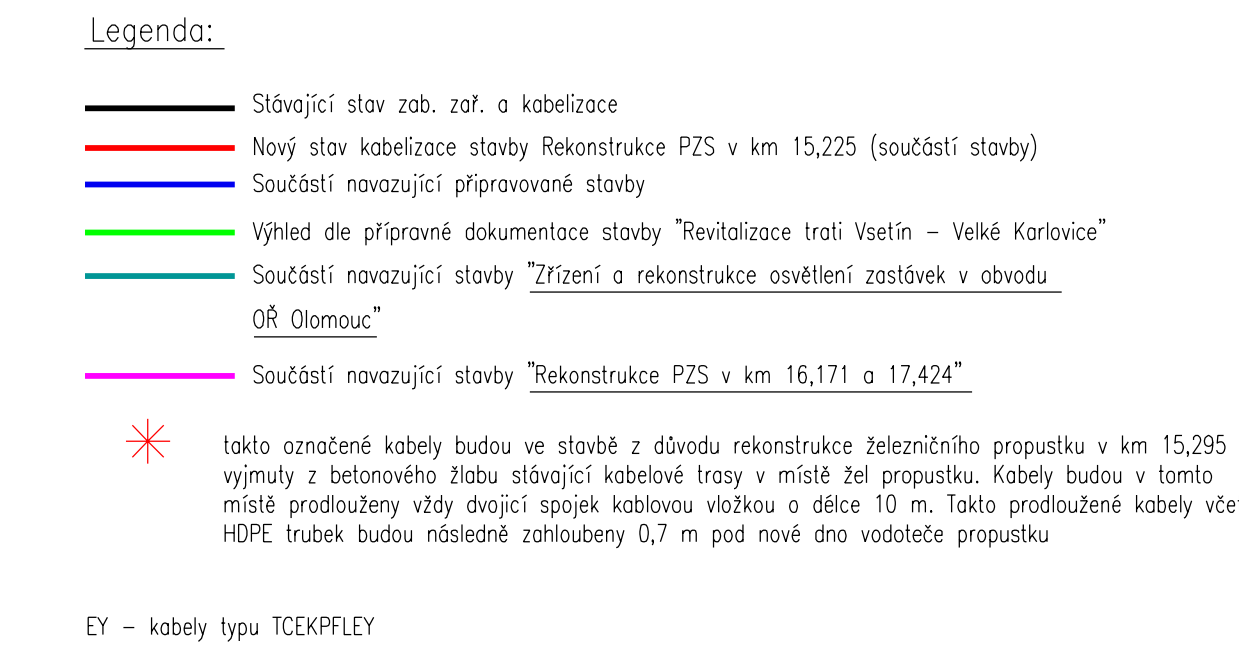 Legenda:
Stávající stav zab. zař. a kabelizace
Nový stav kabelizace stavby Rekonstrukce PZS v km 15,225 (součástí stavby)
Součástí navazující připravované stavby
Výhled dle přípravné dokumentace stavby "Revitalizace trati Vsetín – Velké Karlovice"
Součástí navazující stavby "Zřízení a rekonstrukce osvětlení zastávek v obvodu
OŘ Olomouc"
Součástí navazující stavby "Rekonstrukce PZS v km 16,171 a 17,424"
takto označené kabely budou ve stavbě z důvodu rekonstrukce železničního propustku v km 15,295
vyjmuty z betonového žlabu stávající kabelové trasy v místě žel propustku. Kabely budou v tomto
místě prodlouženy vždy dvojicí spojek kablovou vložkou o délce 10 m. Takto prodloužené kabely
HDPE trubek budou následně zahloubeny 0,7 m pod nové dno vodoteče propustku
EY – kabely typu TCEKPFLEY